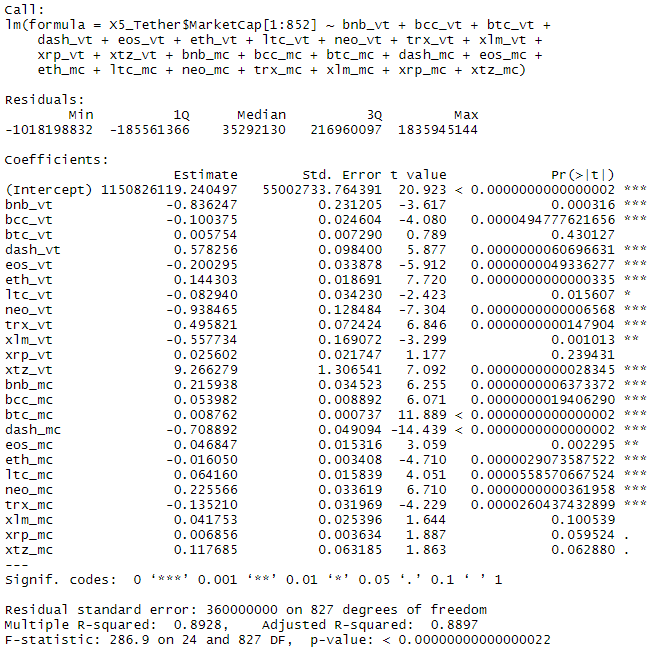 Call:
lm(formula = X5_Tether$MarketCap[1:852] ~ bnb_vt + bcc_vt + btc_vt +
    dash_vt + eos_vt + eth_vt + ltc_vt + neo_vt + trx_vt + xlm_vt +
    xrp_vt + xtz_vt + bnb_mc + bcc_mc + btc_mc + dash_mc + eos_mc +
    eth_mc + ltc_mc + neo_mc + trx_mc + xlm_mc + xrp_mc + xtz_mc)
Residuals:
Min 1Q Median 3Q Max
-1018198832 -185561366 35292130 216960097 1835945144
Coefficients:
Estimate Std. Error t value Pr(>|t|)
(Intercept) 1150826119.240497 55002733.764391 20.923 < 0.0000000000000002 ***
bnb_vt -0.836247 0.231205 -3.617 0.000316 ***
bcc_vt -0.100375 0.024604 -4.080 0.0000494777621656 ***
btc_vt 0.005754 0.007290 0.789 0.430127
dash_vt 0.578256 0.098400 5.877 0.0000000060696631 ***
eos_vt -0.200295 0.033878 -5.912 0.0000000049336277 ***
eth_vt 0.144303 0.018691 7.720 0.0000000000000335 ***
ltc_vt -0.082940 0.034230 -2.423 0.015607 *
neo_vt -0.938465 0.128484 -7.304 0.0000000000006568 ***
trx_vt 0.495821 0.072424 6.846 0.0000000000147904 ***
xlm_vt -0.557734 0.169072 -3.299 0.001013 **
xrp_vt 0.025602 0.021747 1.177 0.239431
xtz_vt 9.266279 1.306541 7.092 0.0000000000028345 ***
bnb_mc 0.215938 0.034523 6.255 0.0000000006373372 ***
bcc_mc 0.053982 0.008892 6.071 0.0000000019406290 ***
btc_mc 0.008762 0.000737 11.889 < 0.0000000000000002 ***
dash_mc -0.708892 0.049094 -14.439 < 0.0000000000000002 ***
eos_mc 0.046847 0.015316 3.059 0.002295 **
eth_mc -0.016050 0.003408 -4.710 0.0000029073587522 ***
ltc_mc 0.064160 0.015839 4.051 0.0000558570667524 ***
neo_mc 0.225566 0.033619 6.710 0.0000000000361958 ***
trx_mc -0.135210 0.031969 -4.229 0.0000260437432899 ***
xlm_mc 0.041753 0.025396 1.644 0.100539
xrp_mc 0.006856 0.003634 1.887 0.059524 .
xtz_mc 0.117685 0.063185 1.863 0.062880 .
---
Signif. codes:  0 ‘***’ 0.001 ‘**’ 0.01 ‘*’ 0.05 ‘.’ 0.1 ‘ ’ 1
Residual standard error: 360000000 on 827 degrees of freedom
Multiple R-squared:  0.8928,    Adjusted R-squared:  0.8897
F-statistic: 286.9 on 24 and 827 DF,  p-value: < 0.00000000000000022